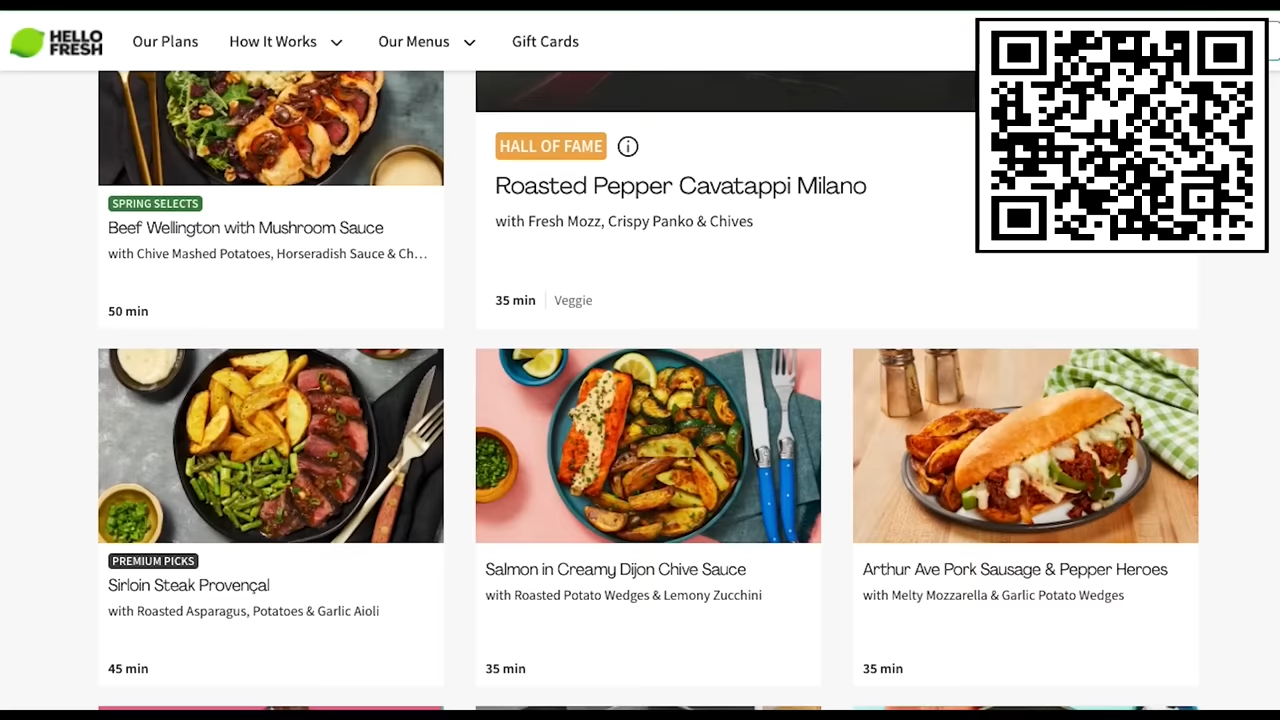 HELLO
FRESH
Our Plans
How It Works
Our Menus
Gift Cards
SPRING SELECTS
Beef Wellington with Mushroom Sauce
with Chive Mashed Potatoes, Horseradish Sauce & Ch...
50 min
HALL OF FAME
Roasted Pepper Cavatappi Milano
with Fresh Mozz, Crispy Panko & Chives
35 min
Veggie
PREMIUM PICKS
Sirloin Steak Provençal
with Roasted Asparagus, Potatoes & Garlic Aioli
45 min
Salmon in Creamy Dijon Chive Sauce
with Roasted Potato Wedges & Lemony Zucchini
35 min
Arthur Ave Pork Sausage & Pepper Heroes
with Melty Mozzarella & Garlic Potato Wedges
35 min